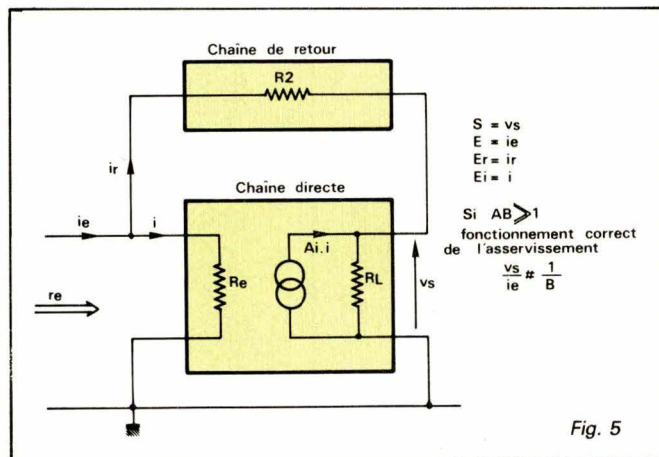 Chaîne de retour
R2
ir
Chaîne directe
ie
i
Ai.i
Re
RL
vs
re
S = vs
E = ie
Er = ir
Ei = i
Si AB ⩾ 1
fonctionnement correct
de l'asservissement
vs/ie # 1/B
Fig. 5